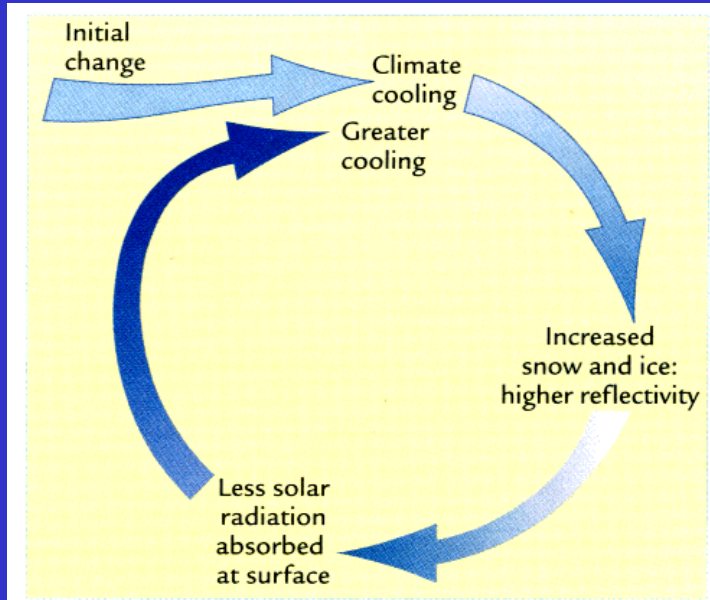 Initial
change
Climate
cooling
Greater
cooling
Increased
snow and ice:
higher reflectivity
Less solar
radiation
absorbed
at surface